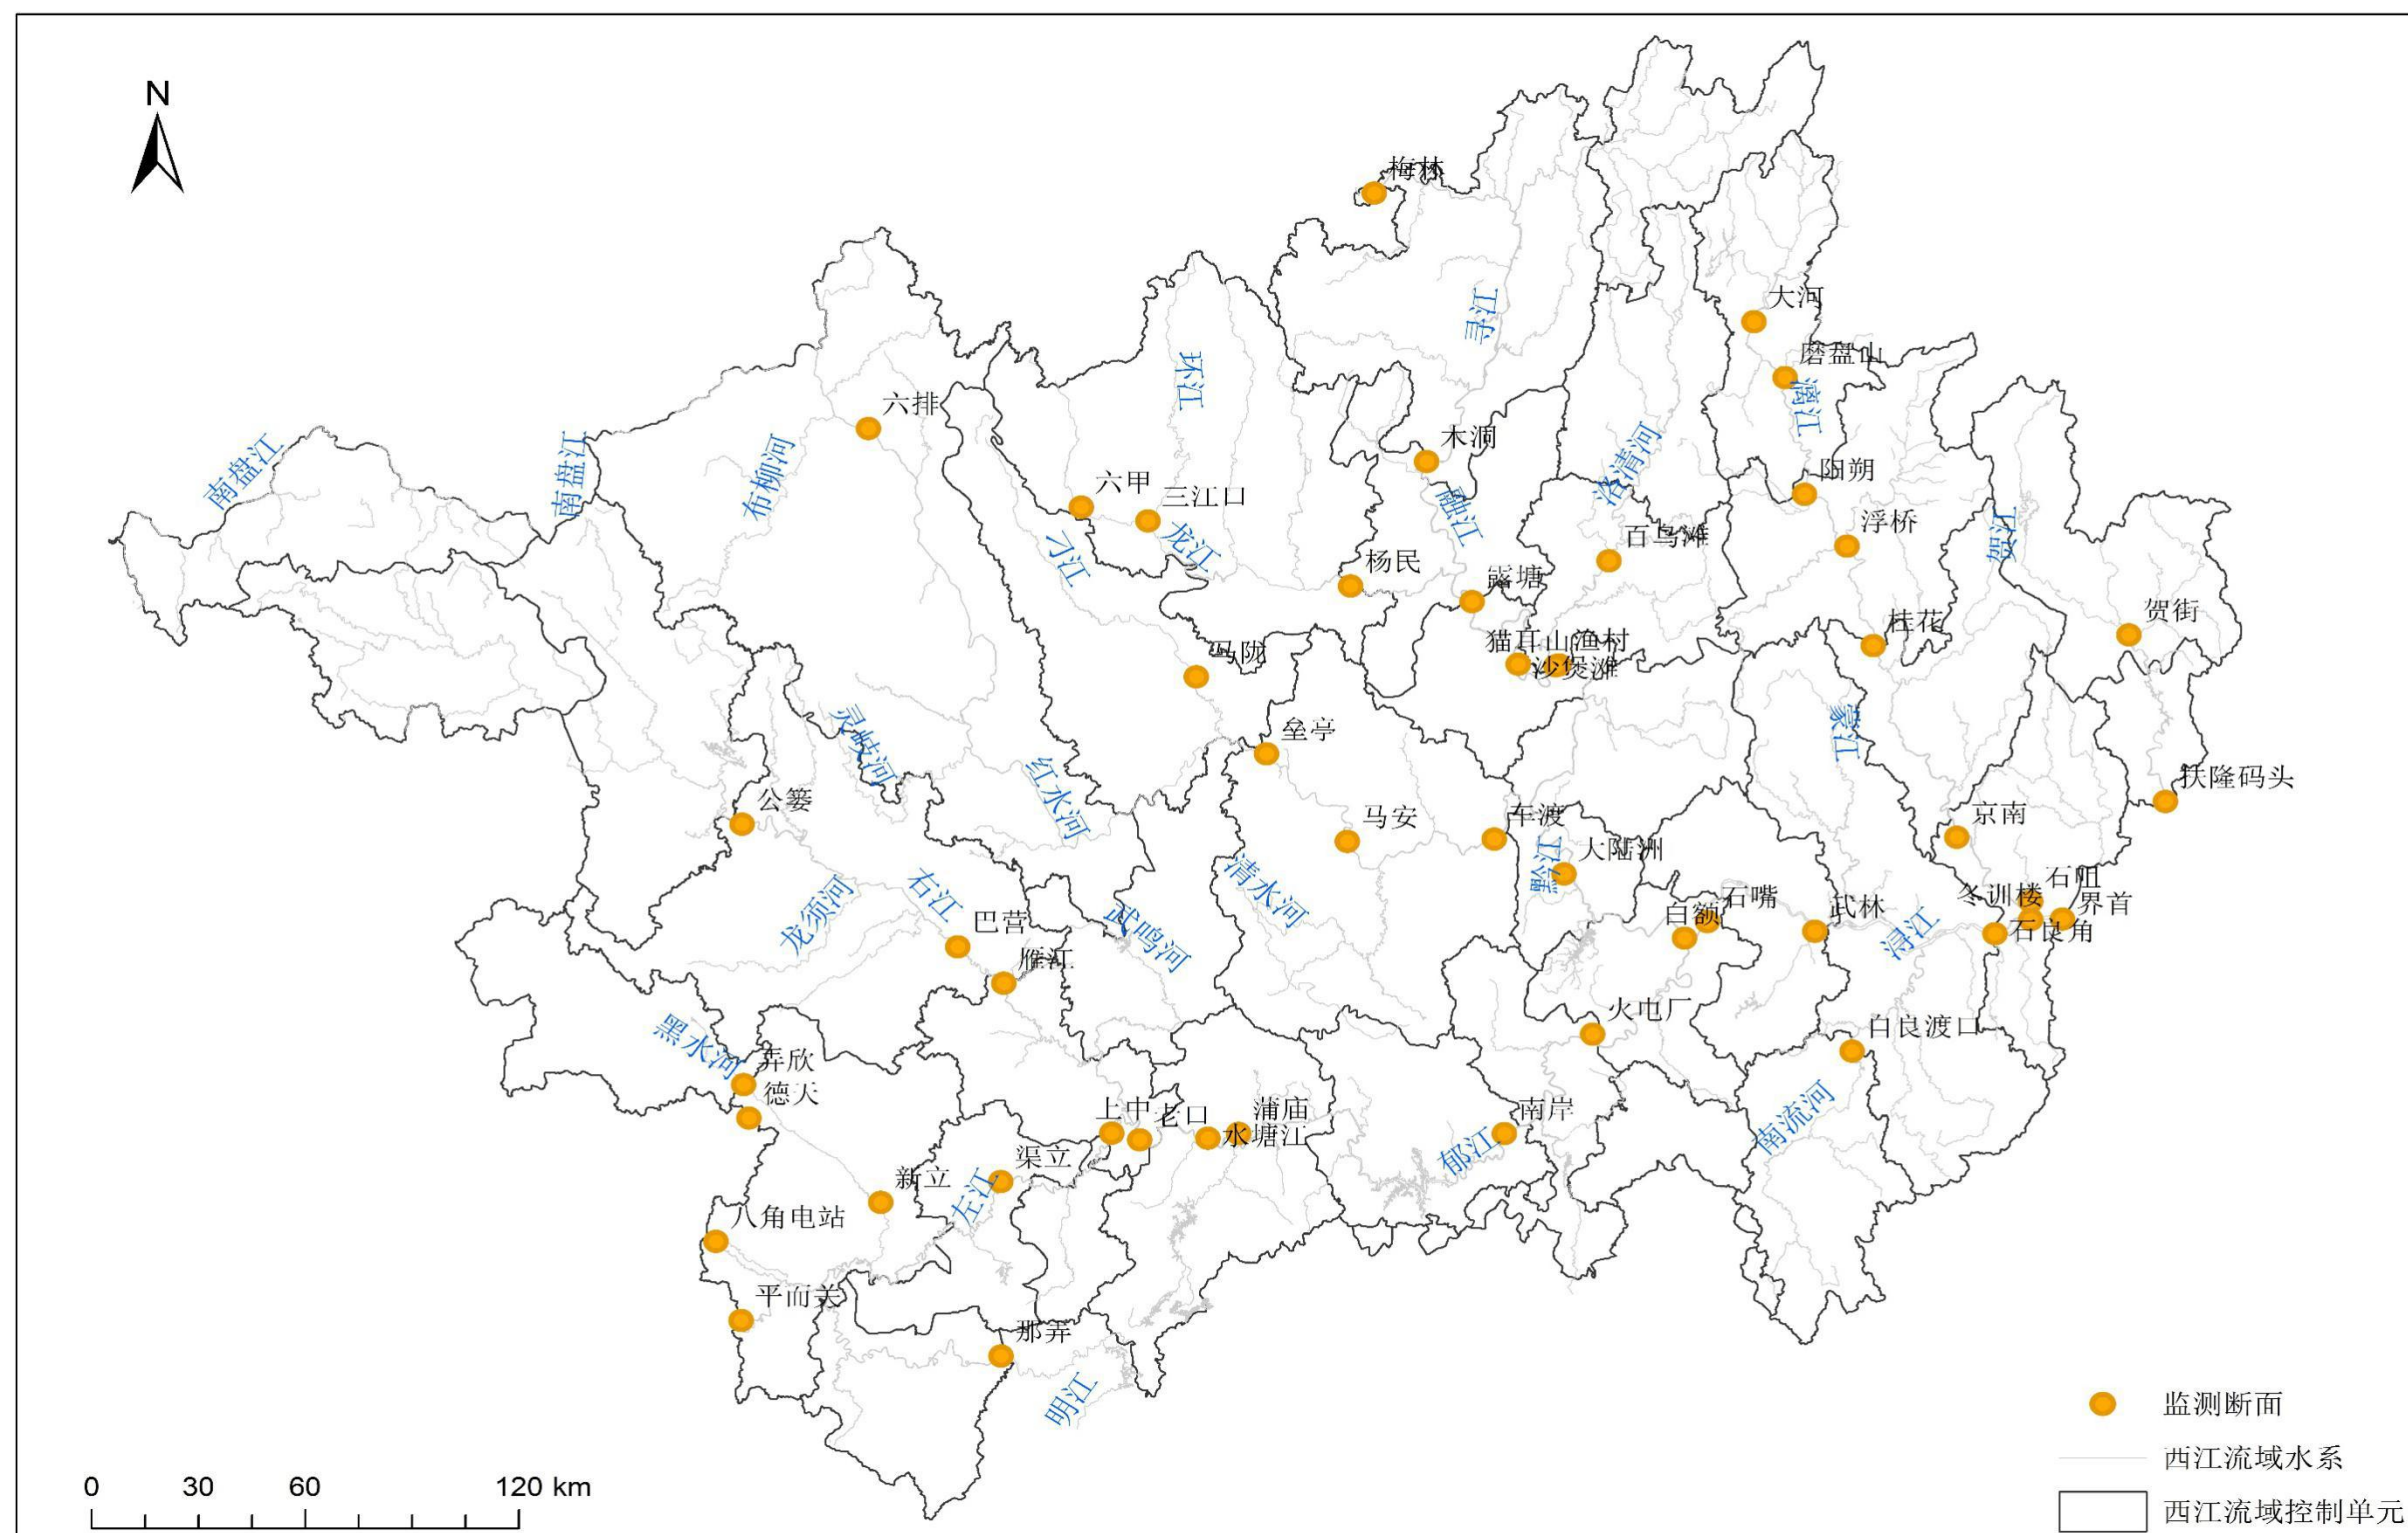 N
梅林
大河
寻江
磨盘山
环江
漓江
六排
南盘江
南盘江
布柳河
木洞
洛清河
阳朔
六甲
三江口
融江
浮桥
贺江
百鸟滩
刁江
龙江
杨民
露塘
贺街
桂花
猫耳山
渔村
马陇
沙煲滩
灵岐河
垒亭
蒙江
扶隆码头
红水河
公篓
马安
车渡
京南
黔江
大陆洲
清水河
石咀
龙须河
右江
石嘴
冬训楼
武林
界首
白额
巴营
武鸣河
浔江
石良角
雁江
火电厂
黑水河
白良渡口
弄欣
德天
上中
老口
蒲庙
南岸
南流河
水塘江
郁江
渠立
新立
左江
八角电站
平而关
那弄
明江
监测断面
西江流域水系
0 30 60 120 km
西江流域控制单元